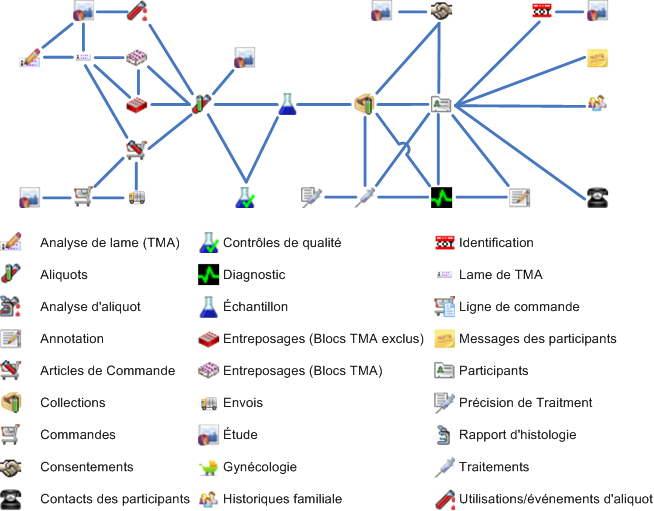 Analyse de lame (TMA) Contrôles de qualité Identification
Aliquots Diagnostic Lame de TMA
Analyse d'aliquot Échantillon Ligne de commande
Annotation Entreposages (Blocs TMA exclus) Messages des participants
Articles de Commande Entreposages (Blocs TMA) Participants
Collections Envois Précision de Traitment
Commandes Étude Rapport d'histologie
Consentements Gynécologie Traitements
Contacts des participants Historiques familiale Utilisations/événements d'aliquot